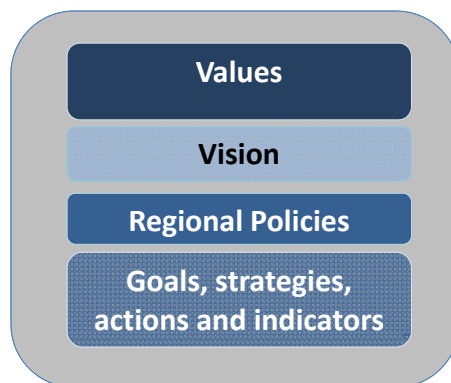 Values
Vision
Regional Policies
Goals, strategies,
actions and indicators